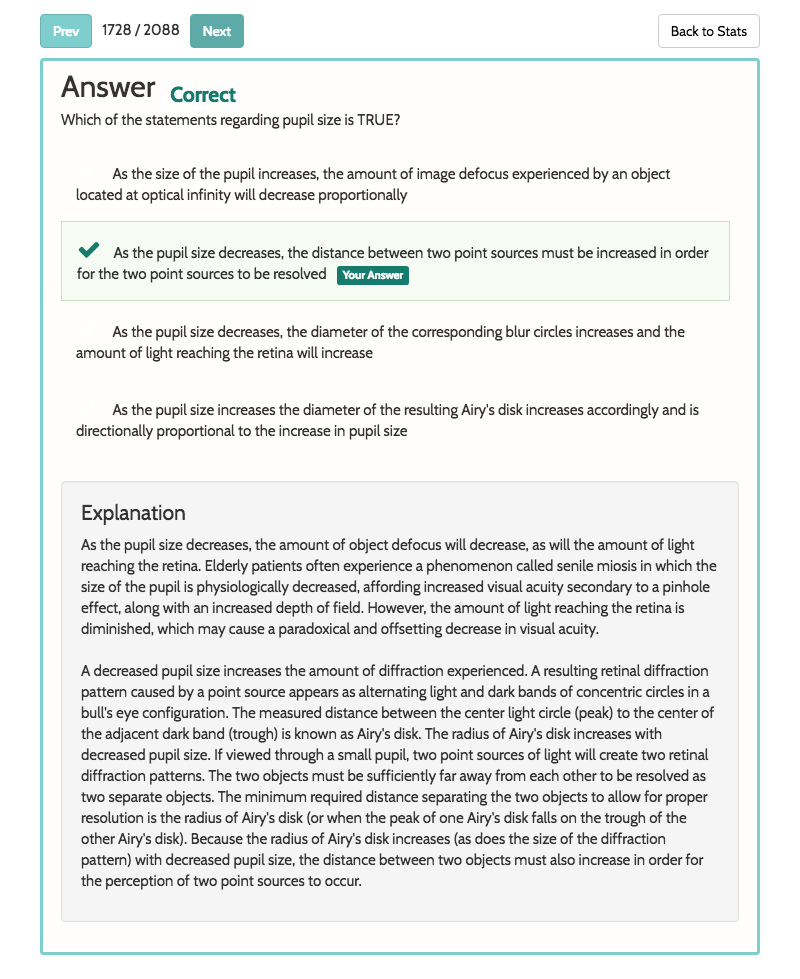 Prev 1728 / 2088 Next Back to Stats
Answer Correct
Which of the statements regarding pupil size is TRUE?
As the size of the pupil increases, the amount of image defocus experienced by an object
located at optical infinity will decrease proportionally
As the pupil size decreases, the distance between two point sources must be increased in order
for the two point sources to be resolved Your Answer
As the pupil size decreases, the diameter of the corresponding blur circles increases and the
amount of light reaching the retina will increase
As the pupil size increases the diameter of the resulting Airy's disk increases accordingly and is
directionally proportional to the increase in pupil size
Explanation
As the pupil size decreases, the amount of object defocus will decrease, as will the amount of light
reaching the retina. Elderly patients often experience a phenomenon called senile miosis in which the
size of the pupil is physiologically decreased, affording increased visual acuity secondary to a pinhole
effect, along with an increased depth of field. However, the amount of light reaching the retina is
diminished, which may cause a paradoxical and offsetting decrease in visual acuity.
A decreased pupil size increases the amount of diffraction experienced. A resulting retinal diffraction
pattern caused by a point source appears as alternating light and dark bands of concentric circles in a
bull's eye configuration. The measured distance between the center light circle (peak) to the center of
the adjacent dark band (trough) is known as Airy's disk. The radius of Airy's disk increases with
decreased pupil size. If viewed through a small pupil, two point sources of light will create two retinal
diffraction patterns. The two objects must be sufficiently far away from each other to be resolved as
two separate objects. The minimum required distance separating the two objects to allow for proper
resolution is the radius of Airy's disk (or when the peak of one Airy's disk falls on the trough of the
other Airy's disk). Because the radius of Airy's disk increases (as does the size of the diffraction
pattern) with decreased pupil size, the distance between two objects must also increase in order for
the perception of two point sources to occur.